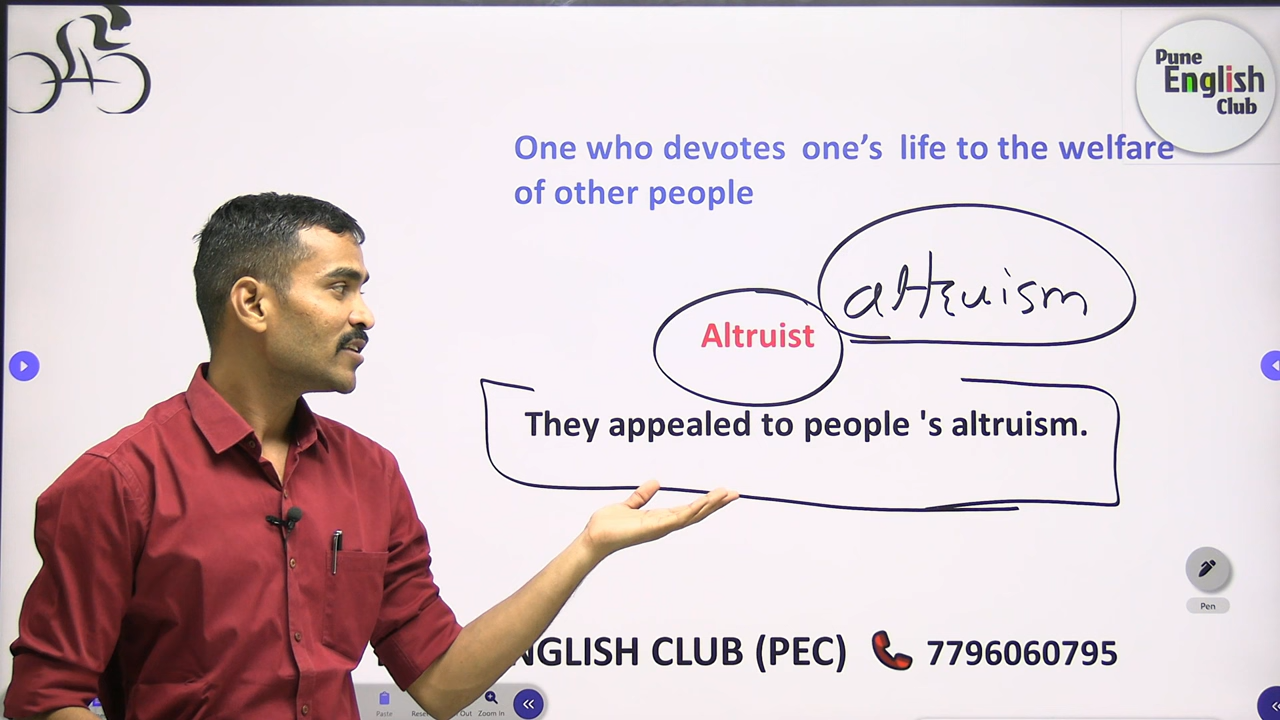 Pune
English
Club
One who devotes one’s life to the welfare
of other people
altruism
Altruist
They appealed to people 's altruism.
NGLISH CLUB (PEC) 7796060795
Pen
Paste
Out
Zoom in